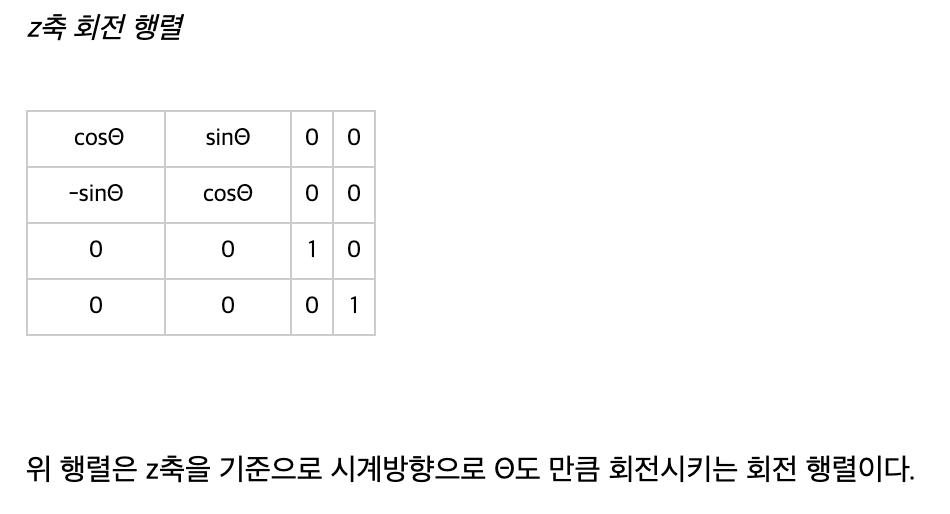 z축 회전 행렬
cosΘ sinΘ 0 0
-sinΘ cosΘ 0 0
0 0 1 0
0 0 0 1
위 행렬은 z축을 기준으로 시계방향으로 Θ도 만큼 회전시키는 회전 행렬이다.